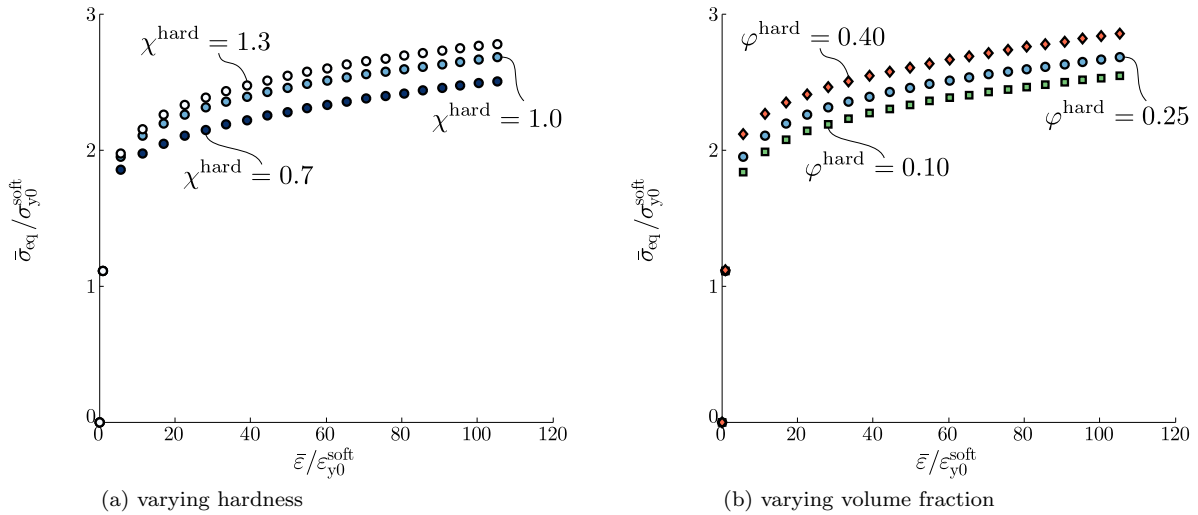 3
2
1
0
0
20
40
60
80
100
120
χ^hard = 1.3
χ^hard = 1.0
χ^hard = 0.7
σ̄_eq/σ_y0^soft
ε̄/ε_y0^soft
(a) varying hardness
3
2
1
0
0
20
40
60
80
100
120
φ^hard = 0.40
φ^hard = 0.25
φ^hard = 0.10
σ̄_eq/σ_y0^soft
ε̄/ε_y0^soft
(b) varying volume fraction